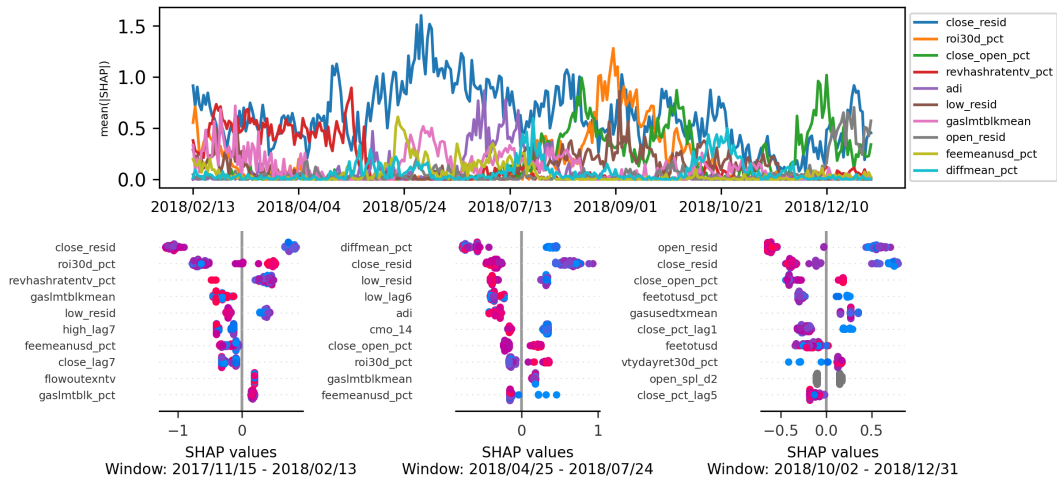 mean(|SHAP|)
1.5
1.0
0.5
0.0
2018/02/13
2018/04/04
2018/05/24
2018/07/13
2018/09/01
2018/10/21
2018/12/10
close_resid
roi30d_pct
close_open_pct
revhashratentv_pct
adi
low_resid
gaslmtblkmean
open_resid
feemeanusd_pct
diffmean_pct
close_resid
roi30d_pct
revhashratentv_pct
gaslmtblkmean
low_resid
high_lag7
feemeanusd_pct
close_lag7
flowoutexntv
gaslmtblk_pct
−1
0
SHAP values
Window: 2017/11/15 - 2018/02/13
diffmean_pct
close_resid
low_resid
low_lag6
adi
cmo_14
close_open_pct
roi30d_pct
gaslmtblkmean
feemeanusd_pct
0
1
SHAP values
Window: 2018/04/25 - 2018/07/24
open_resid
close_resid
close_open_pct
feetotusd_pct
gasusedtxmean
close_pct_lag1
feetotusd
vtydayret30d_pct
open_spl_d2
close_pct_lag5
−0.5
0.0
0.5
SHAP values
Window: 2018/10/02 - 2018/12/31